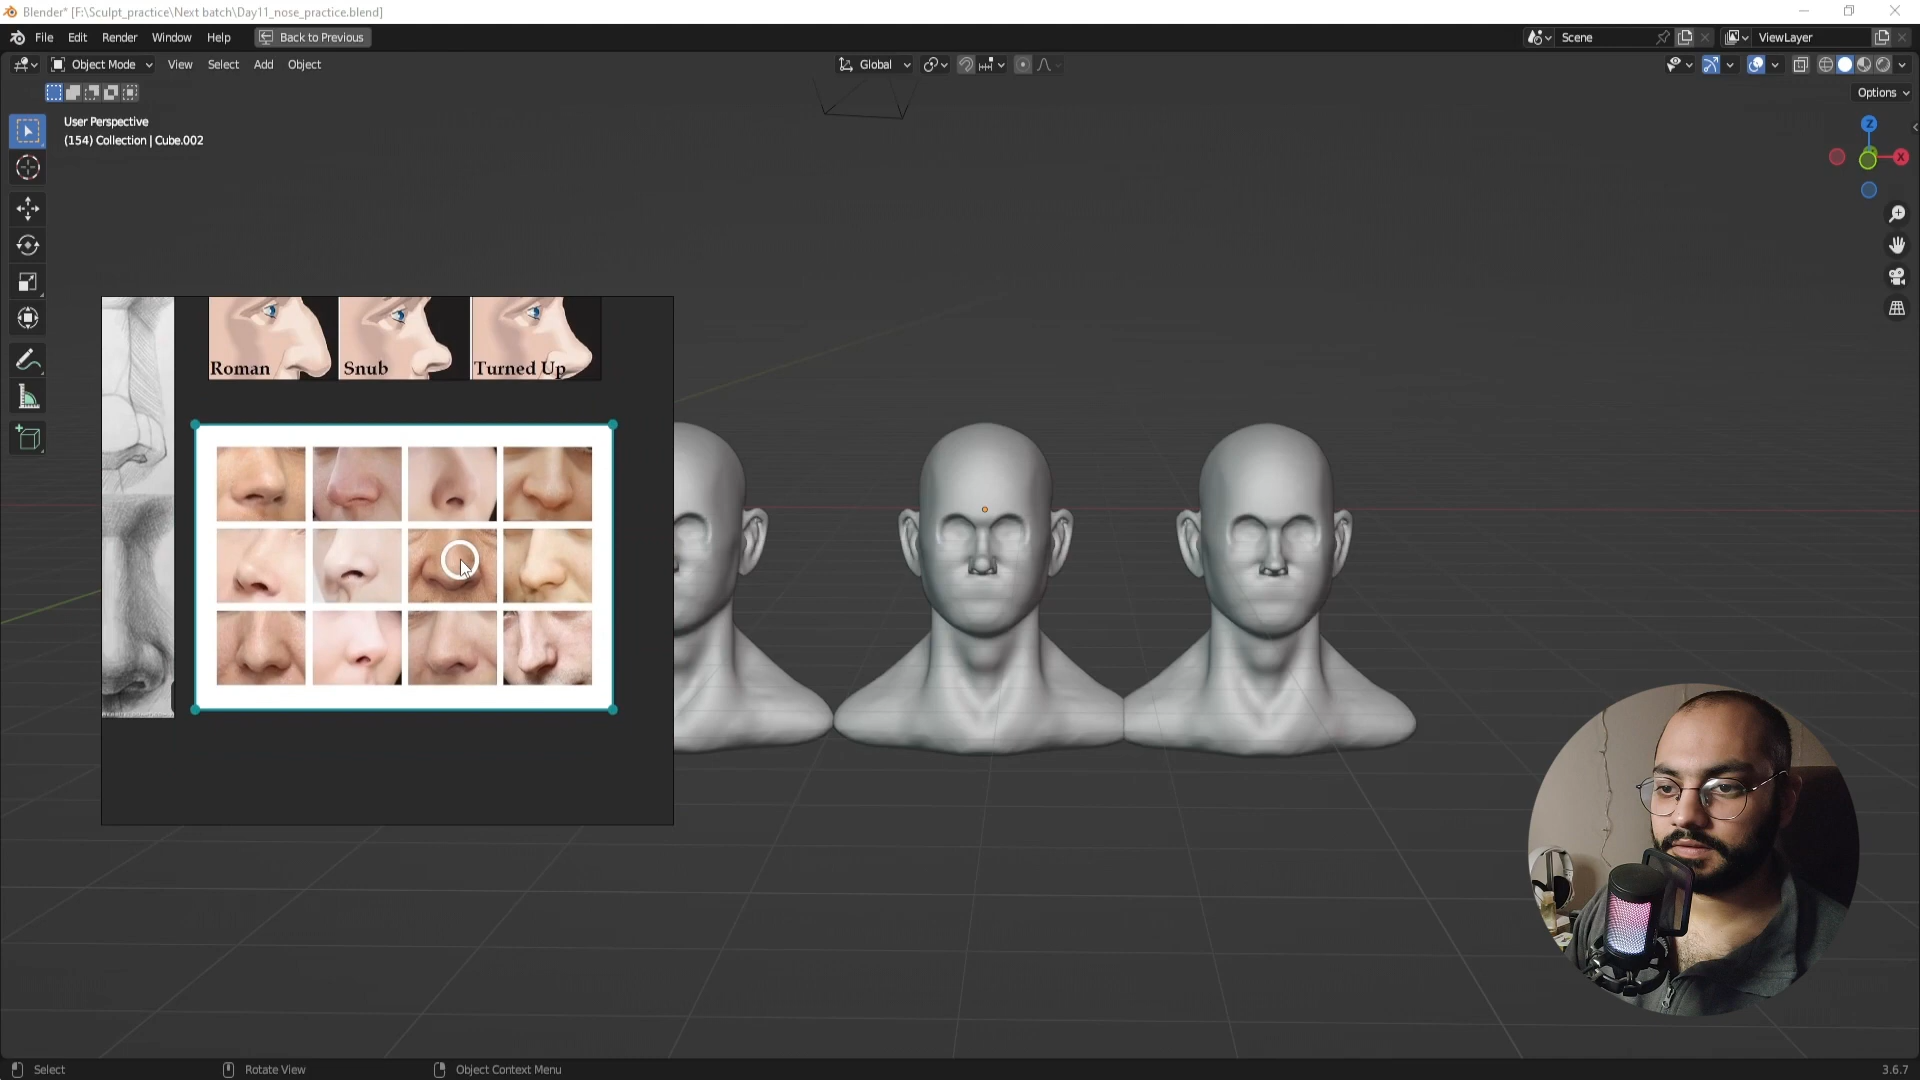 Blender* [F:\Sculpt_practice\Next batch\Day11_nose_practice.blend]
File Edit Render Window Help Back to Previous Scene ViewLayer
Object Mode View Select Add Object Global
Options
User Perspective
(154) Collection | Cube.002
Z
X
Roman Snub Turned Up
Select Rotate View Object Context Menu 3.6.7